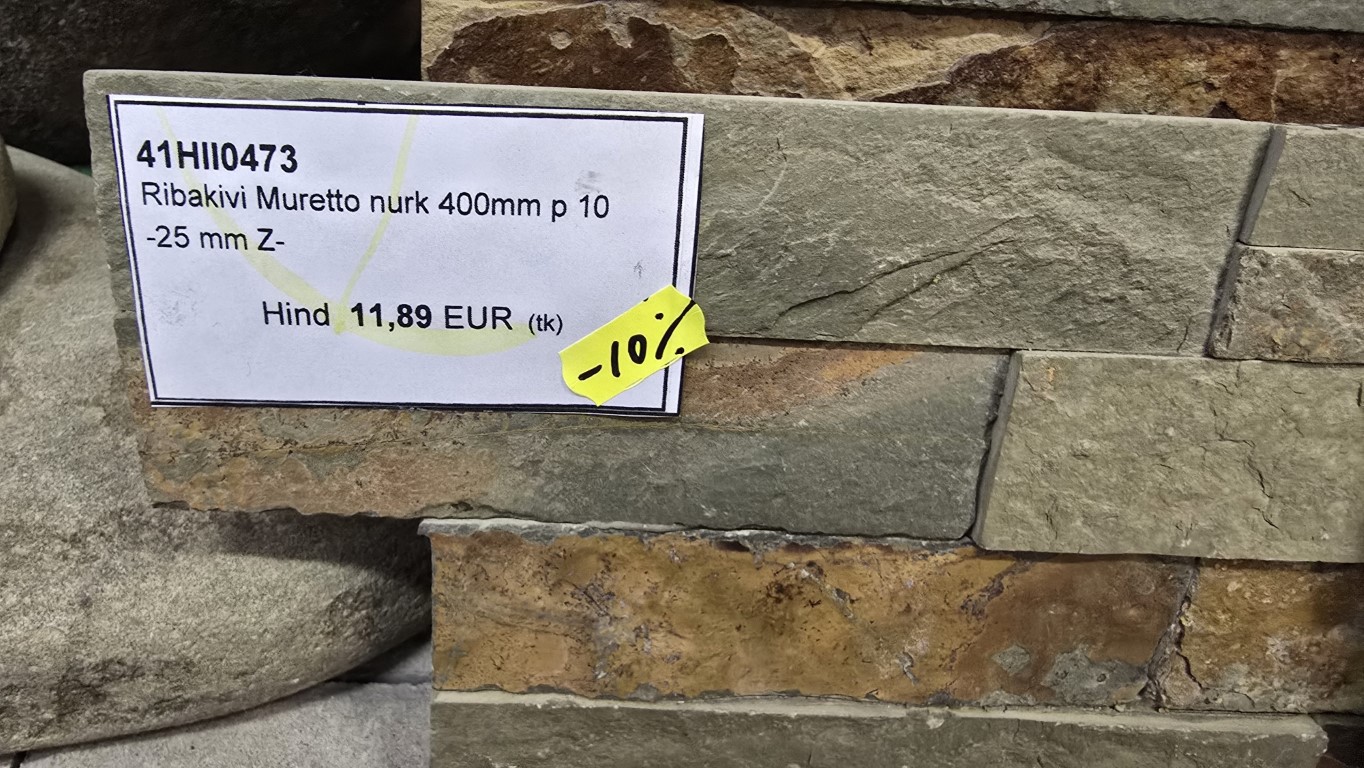 41HII0473
Ribakivi Muretto nurk 400mm p 10
-25 mm Z-
Hind 11,89 EUR (tk)
-10%